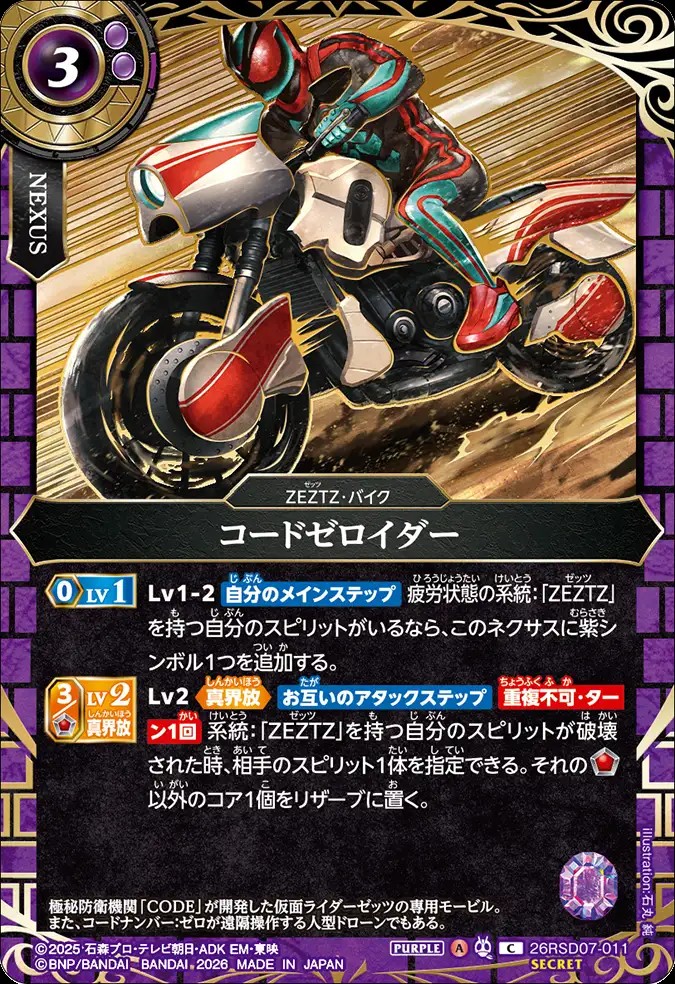 3
NEXUS
ZEZTZ・バイク
ゼッツ
コードゼロイダー
0 LV1
Lv1-2 自分のメインステップ 疲労状態の系統:「ZEZTZ」
を持つ自分のスピリットがいるなら、このネクサスに紫シ
ンボル1つを追加する。
3 LV2 真界放
しんかいほう
Lv2 真界放 お互いのアタックステップ 重複不可・ター
ン1回 系統:「ZEZTZ」を持つ自分のスピリットが破壊
された時、相手のスピリット1体を指定できる。それの
以外のコア1個をリザーブに置く。
極秘防衛機関「CODE」が開発した仮面ライダーゼッツの専用モービル。
また、コードナンバー:ゼロが遠隔操作する人型ドローンでもある。
illustration:石丸 純
©2025 石森プロ・テレビ朝日・ADK EM・東映
©BNP/BANDAI BANDAI 2026 MADE IN JAPAN
PURPLE A C 26RSD07-011
SECRET